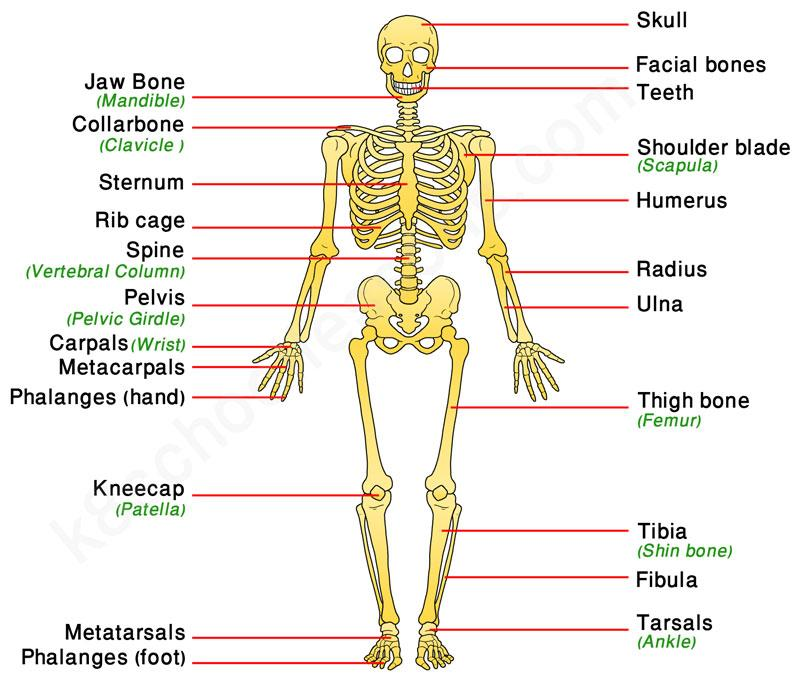 Skull
Facial bones
Teeth
Jaw Bone
(Mandible)
Collarbone
(Clavicle )
Shoulder blade
(Scapula)
Sternum
Humerus
Rib cage
Spine
(Vertebral Column)
Radius
Pelvis
(Pelvic Girdle)
Ulna
Carpals (Wrist)
Metacarpals
Phalanges (hand)
Thigh bone
(Femur)
Kneecap
(Patella)
Tibia
(Shin bone)
Fibula
Tarsals
(Ankle)
Metatarsals
Phalanges (foot)